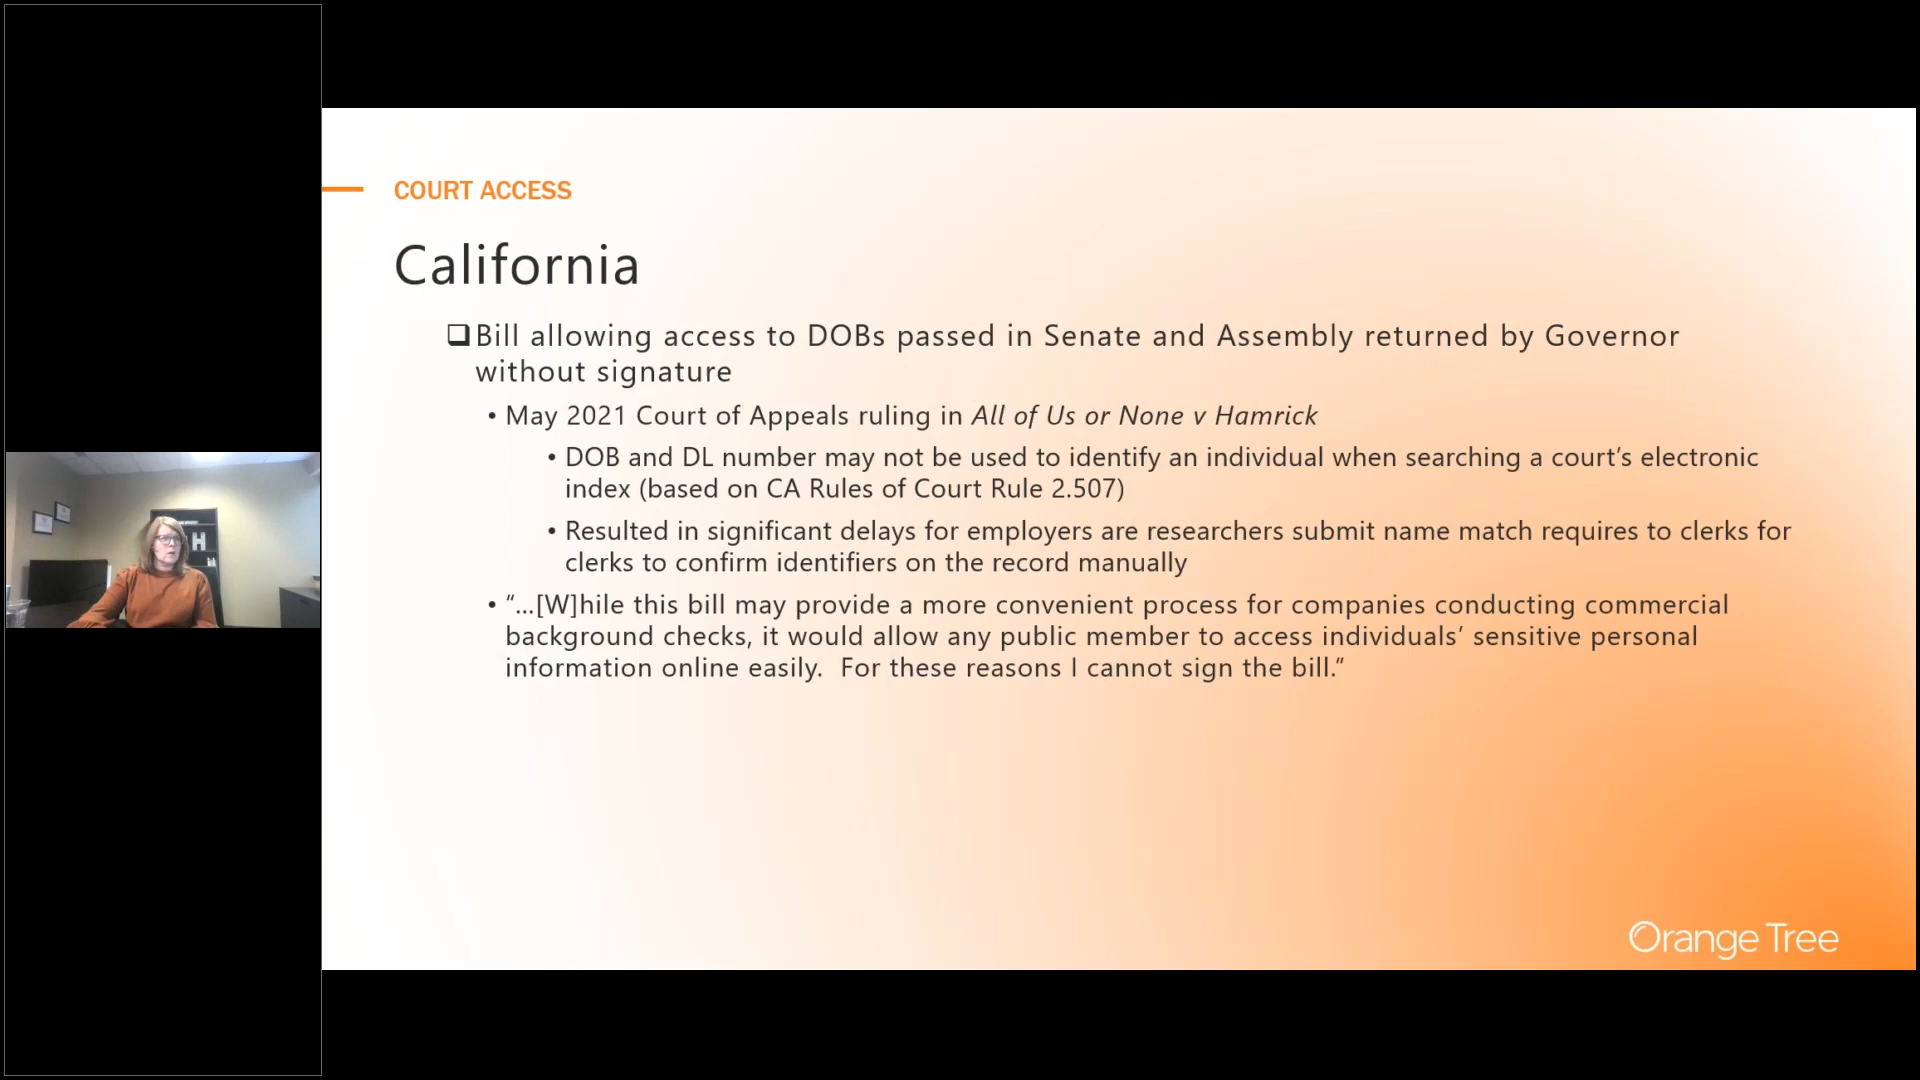 COURT ACCESS
California
❑Bill allowing access to DOBs passed in Senate and Assembly returned by Governor
without signature
• May 2021 Court of Appeals ruling in All of Us or None v Hamrick
• DOB and DL number may not be used to identify an individual when searching a court’s electronic
index (based on CA Rules of Court Rule 2.507)
• Resulted in significant delays for employers are researchers submit name match requires to clerks for
clerks to confirm identifiers on the record manually
• “…[W]hile this bill may provide a more convenient process for companies conducting commercial
background checks, it would allow any public member to access individuals’ sensitive personal
information online easily.  For these reasons I cannot sign the bill.”
H
Orange Tree